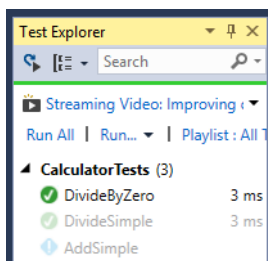 Test Explorer
Search
Streaming Video: Improving
Run All | Run... | Playlist : All
CalculatorTests (3)
DivideByZero 3 ms
DivideSimple 3 ms
AddSimple